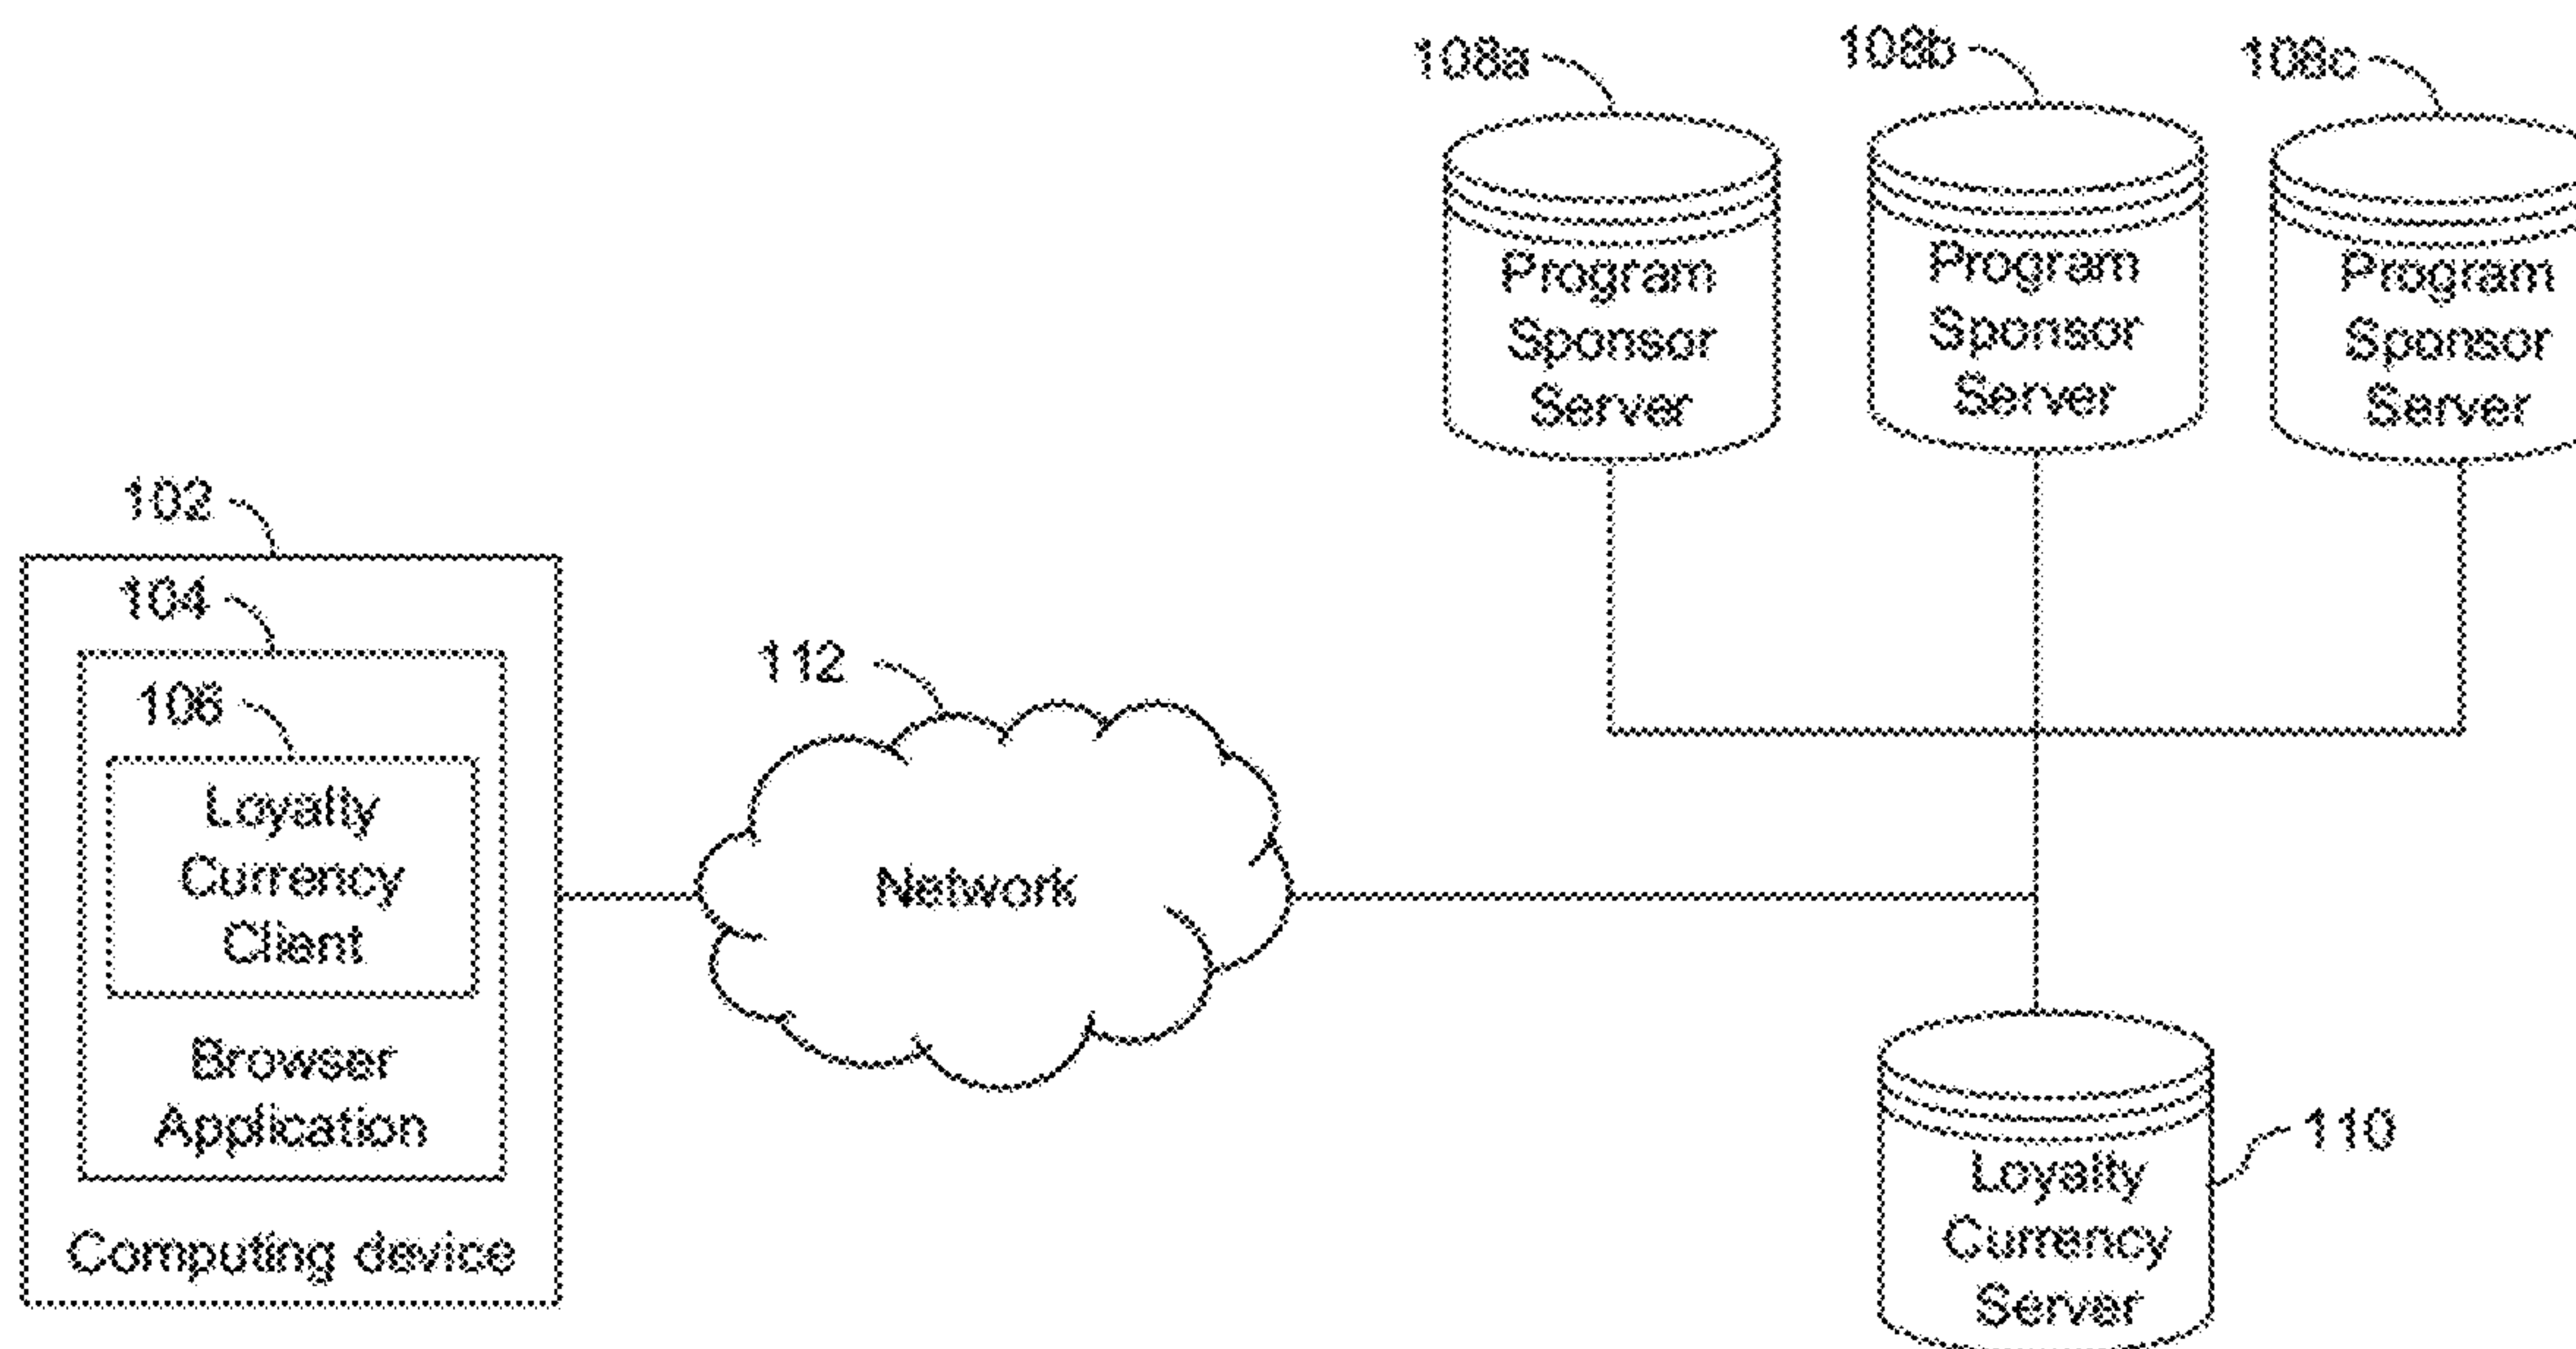 108a
108b
108c
Program
Sponsor
Server
Program
Sponsor
Server
Program
Sponsor
Server
102
104
106
Loyalty
Currency
Client
Browser
Application
Computing device
112
Network
110
Loyalty
Currency
Server